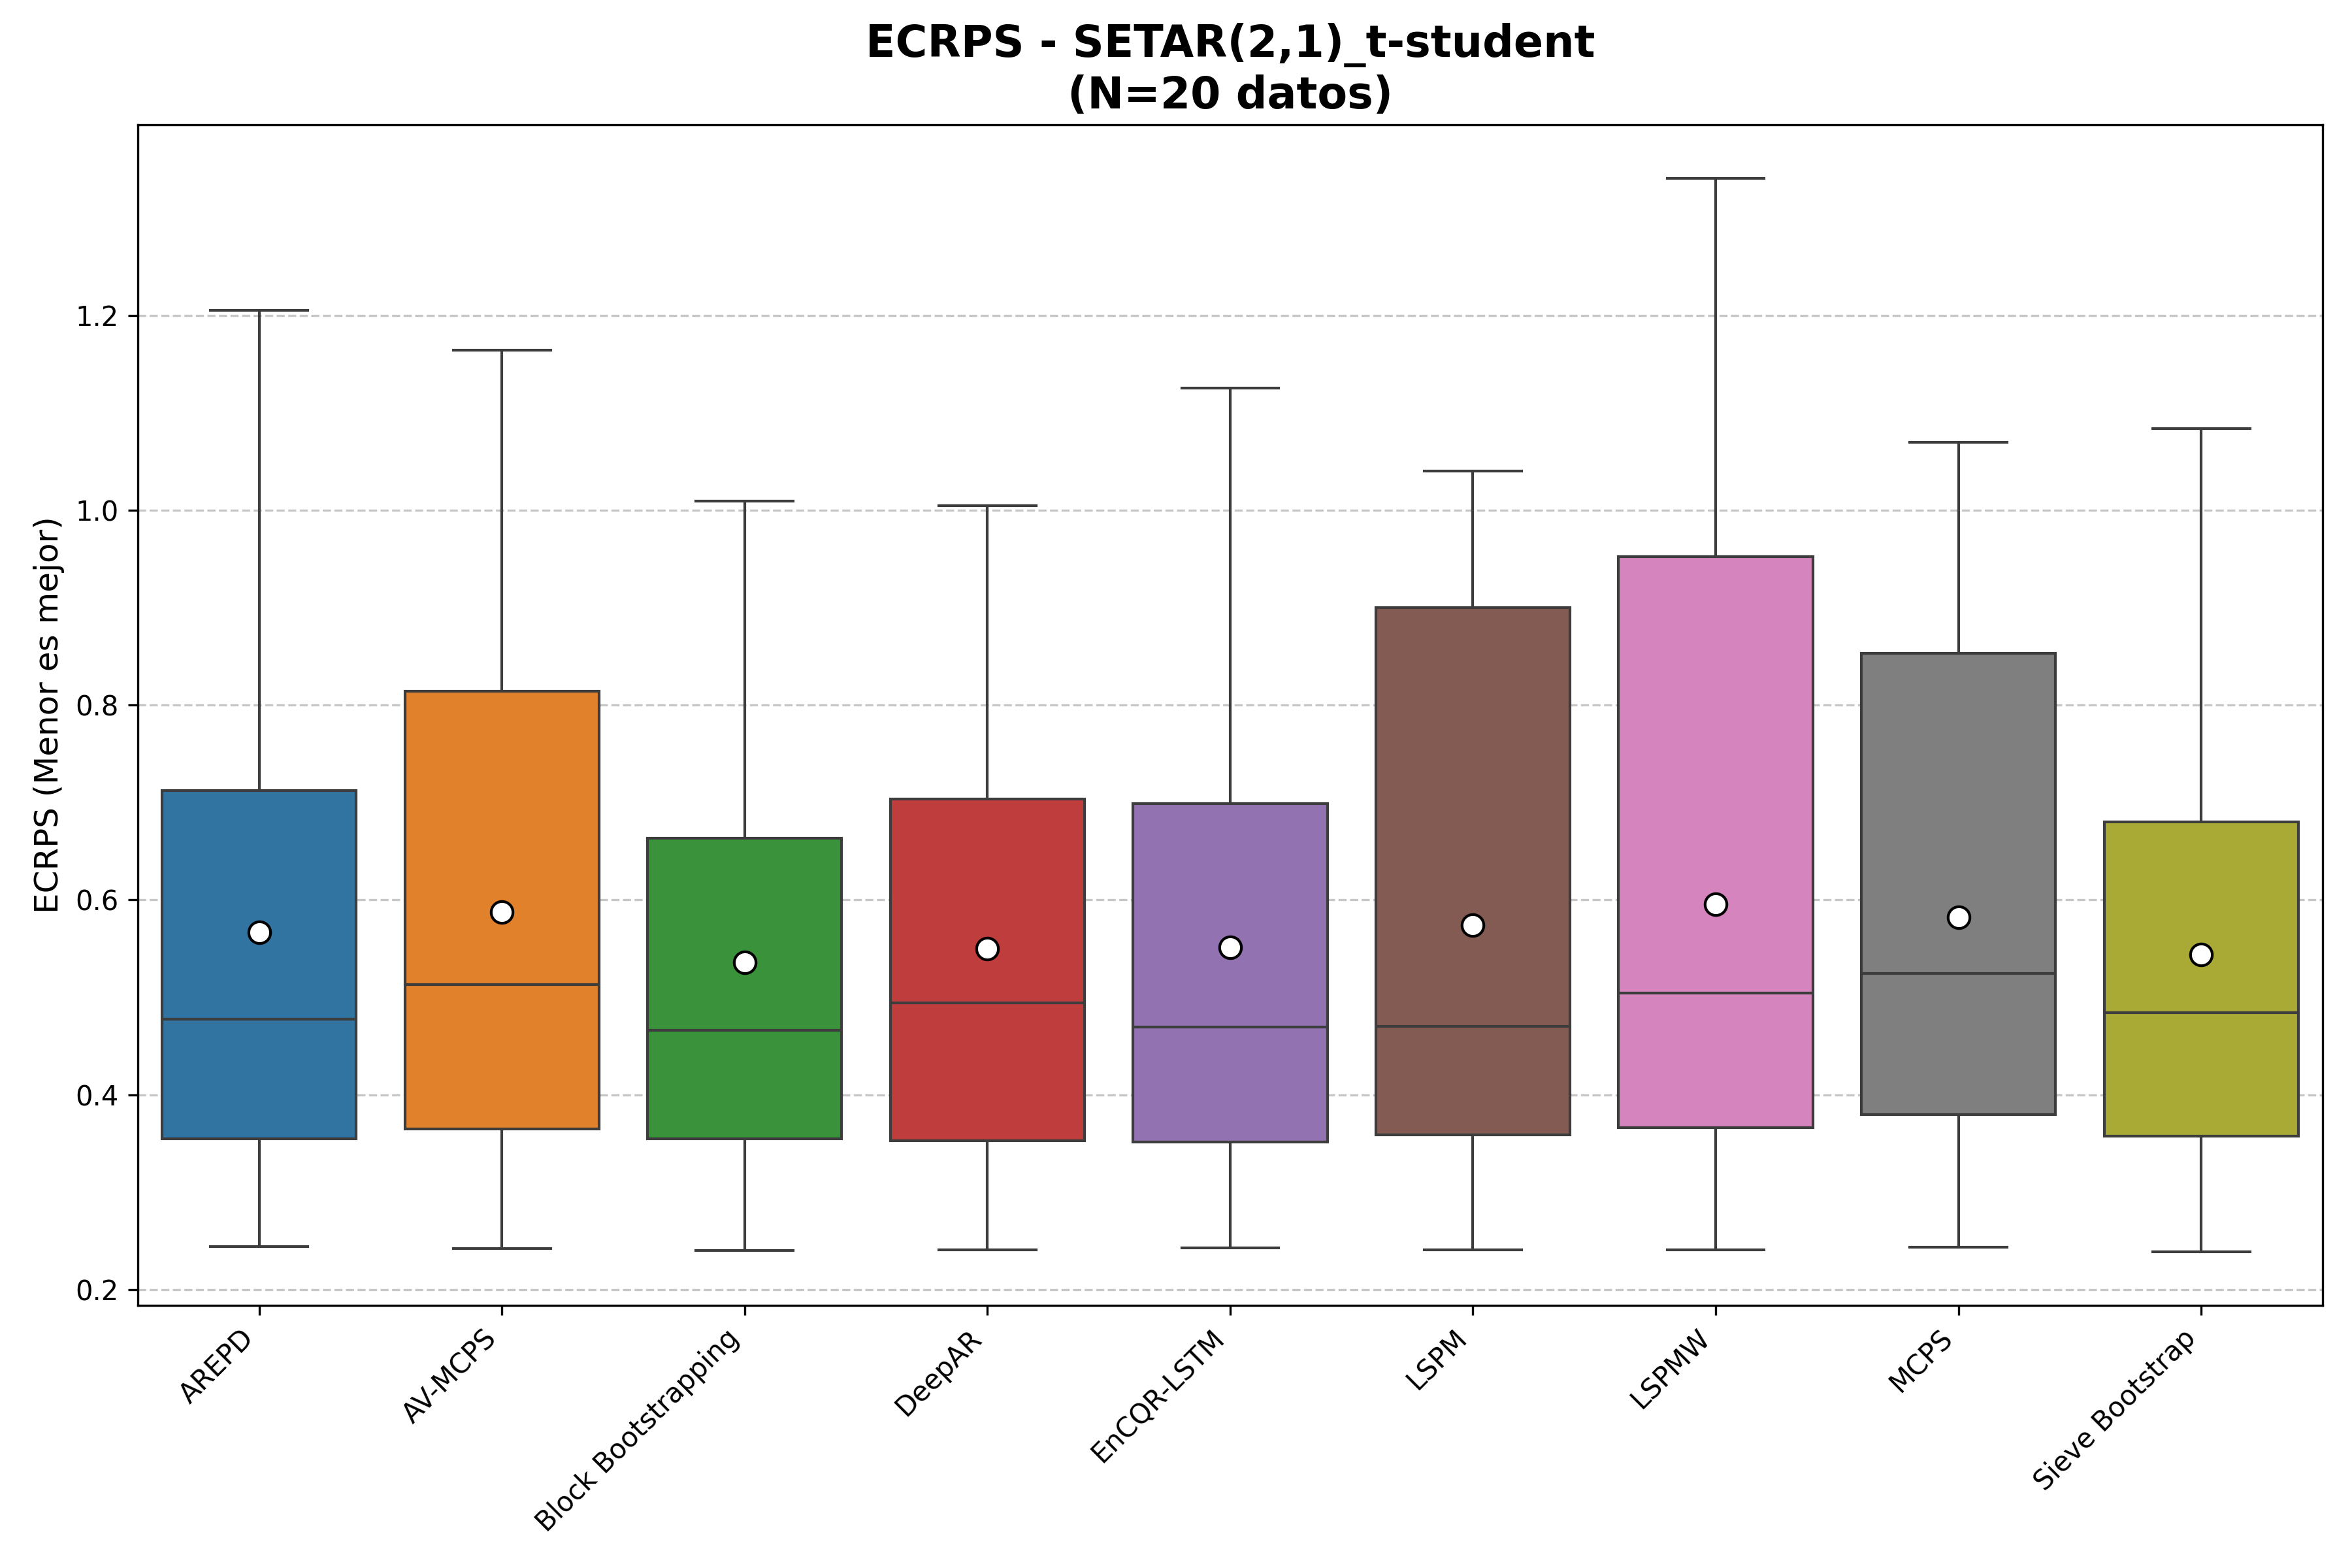 ECRPS - SETAR(2,1)_t-student
(N=20 datos)
ECRPS (Menor es mejor)
1.2
1.0
0.8
0.6
0.4
0.2
AREPD
AV-MCPS
Block Bootstrapping
DeepAR
EnCQR-LSTM
LSPM
LSPMW
MCPS
Sieve Bootstrap